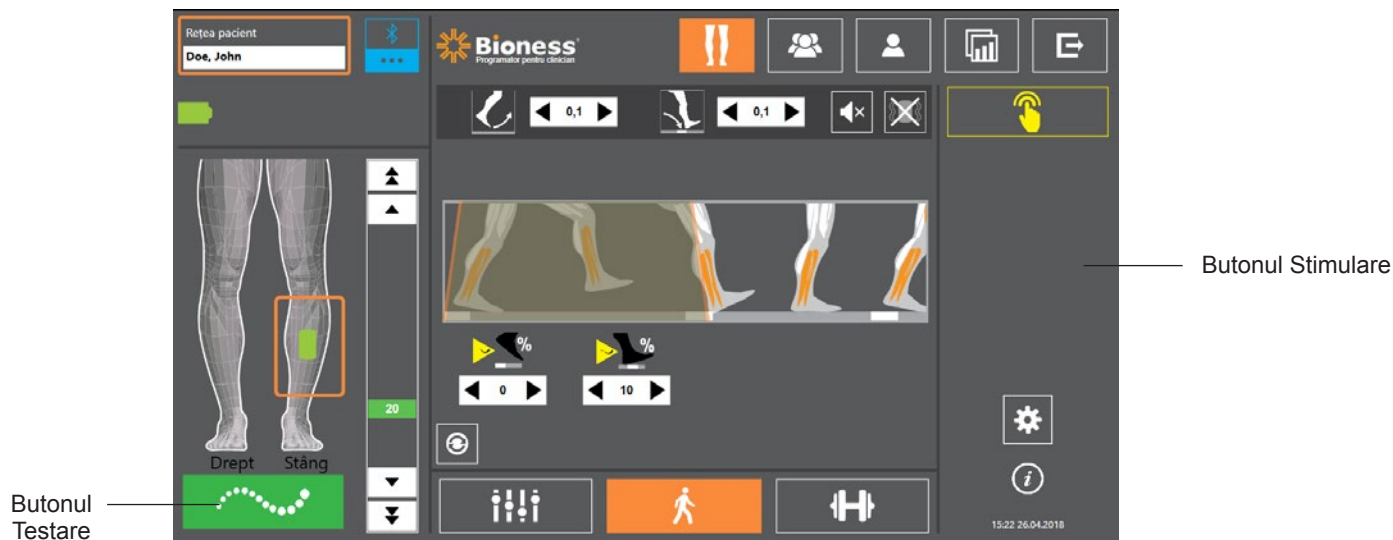 Rețea pacient
Doe, John
Bioness
Programator pentru clinician
0,1
0,1
%
%
0
10
20
Drept Stâng
15:22 26.04.2018
Butonul Stimulare
Butonul
Testare